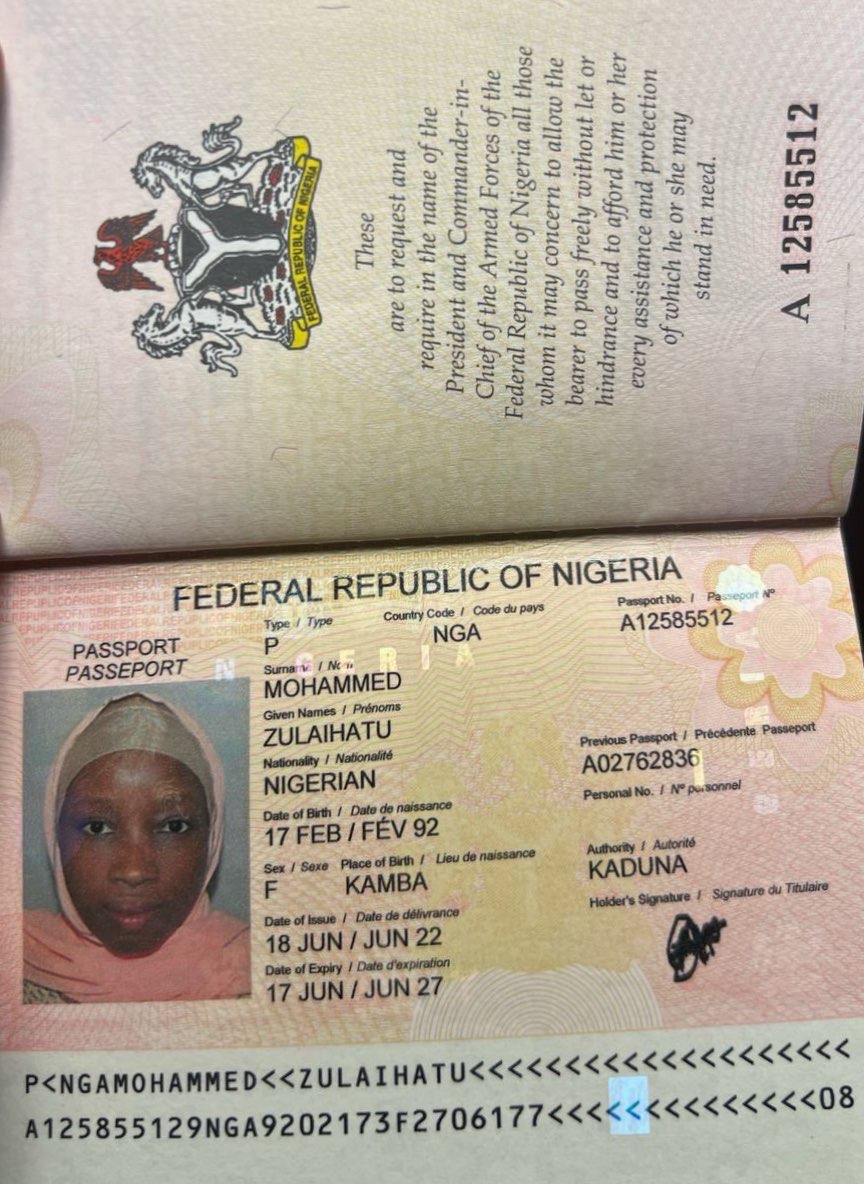 FEDERAL REPUBLIC OF NIGERIA
These
are to request and
require in the name of the
President and Commander-in-
Chief of the Armed Forces of the
Federal Republic of Nigeria all those
whom it may concern to allow the
bearer to pass freely without let or
hindrance and to afford him or her
every assistance and protection
of which he or she may
stand in need.
A 12585512
FEDERAL REPUBLIC OF NIGERIA
PASSPORT
PASSEPORT
Type / Type
Country Code / Code du pays
Passport No. / Passeport Nº
P
NGA
A12585512
Surname / Nom
MOHAMMED
Given Names / Prénoms
ZULAIHATU
Nationality / Nationalité
NIGERIAN
Previous Passport / Précédente Passeport
A02762836
Personal No. / Nº personnel
Date of Birth / Date de naissance
17 FEB / FÉV 92
Sex / Sexe
Place of Birth / Lieu de naissance
F
KAMBA
Authority / Autorité
KADUNA
Date of Issue / Date de délivrance
18 JUN / JUN 22
Holder's Signature / Signature du Titulaire
Date of Expiry / Date d'expiration
17 JUN / JUN 27
P<NGAMOHAMMED<<ZULAIHATU<<<<<<<<<<<<<<<<<<<<
A125855129NGA9202173F2706177<<<<<<<<<<<<<<08